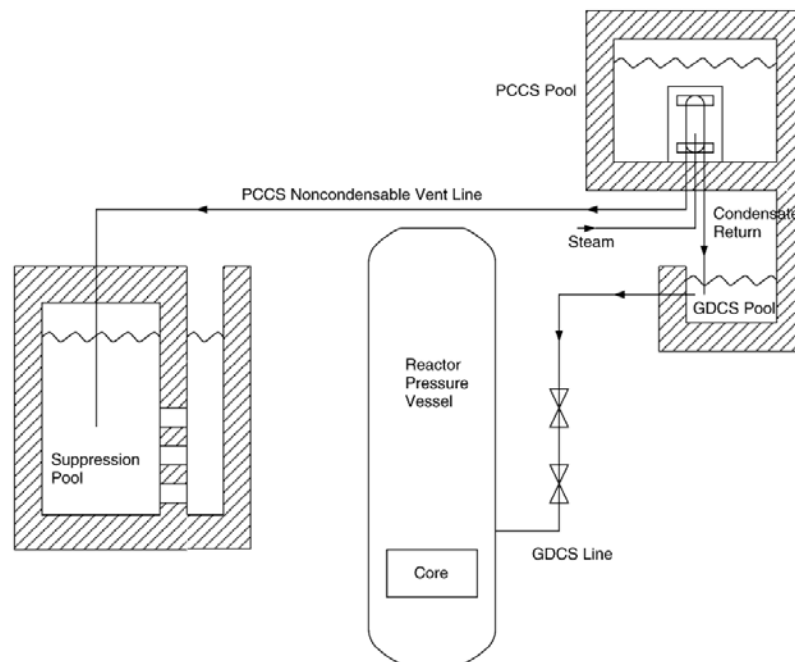 PCCS Pool
PCCS Noncondensable Vent Line
Condensate
Return
Steam
GDCS Pool
Reactor
Pressure
Vessel
Suppression
Pool
GDCS Line
Core